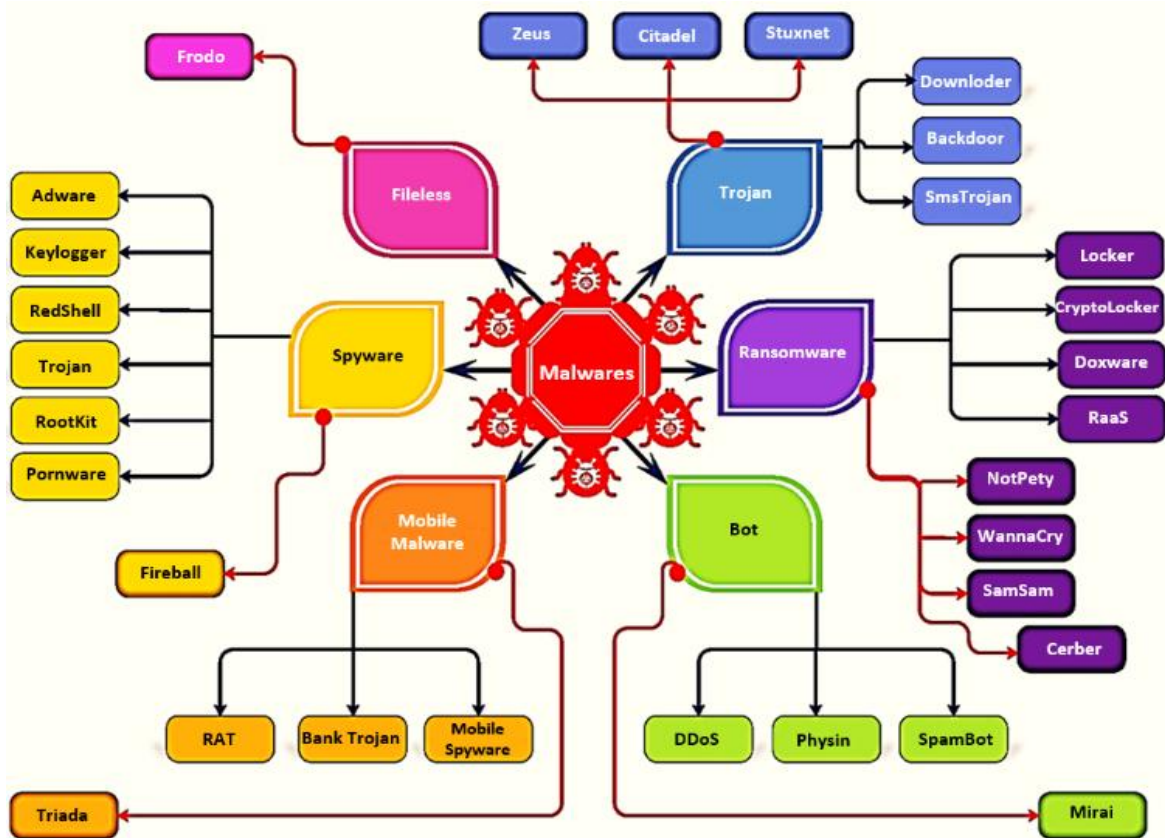 Zeus
Citadel
Stuxnet
Frodo
Downloder
Backdoor
SmsTrojan
Fileless
Trojan
Adware
Keylogger
RedShell
Trojan
RootKit
Pornware
Spyware
Malwares
Ransomware
Locker
CryptoLocker
Doxware
RaaS
NotPety
WannaCry
SamSam
Cerber
Mobile
Malware
Bot
Fireball
RAT
Bank Trojan
Mobile
Spyware
DDoS
Physin
SpamBot
Triada
Mirai